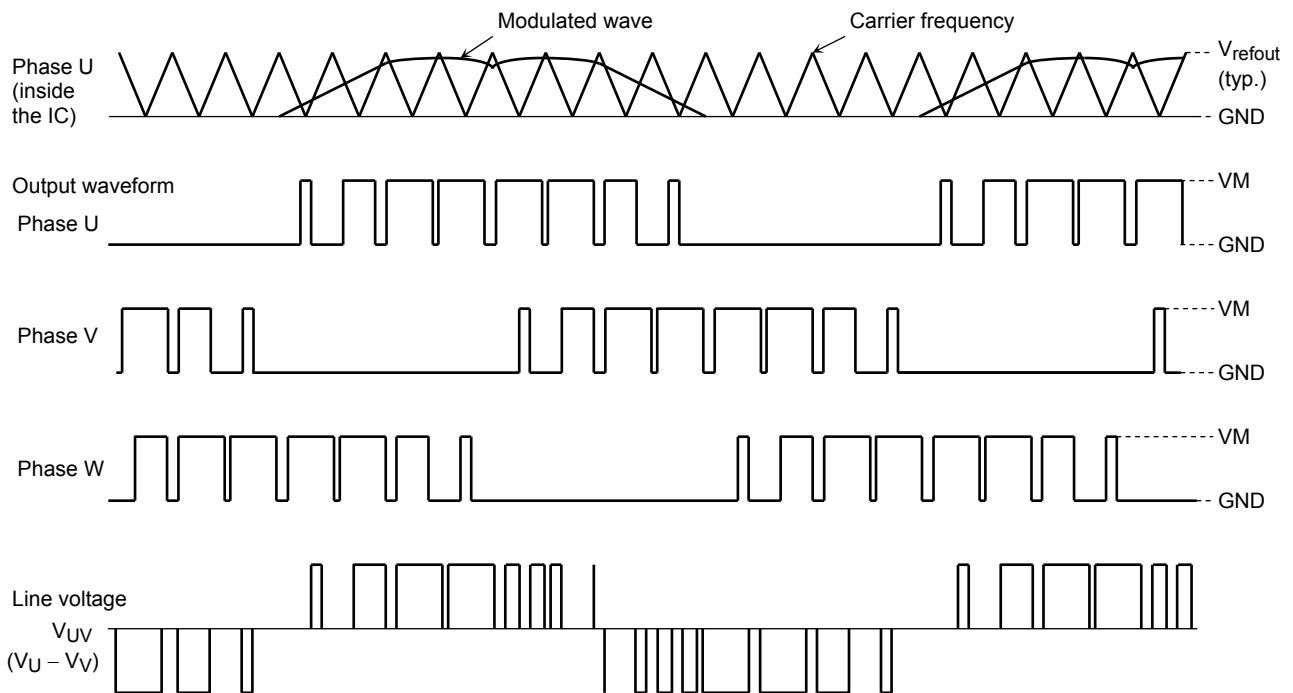 Modulated wave
Carrier frequency
Phase U
(inside
the IC)
Vrefout
(typ.)
GND
Output waveform
Phase U
VM
GND
Phase V
VM
GND
Phase W
VM
GND
Line voltage
VUV
(VU – VV)